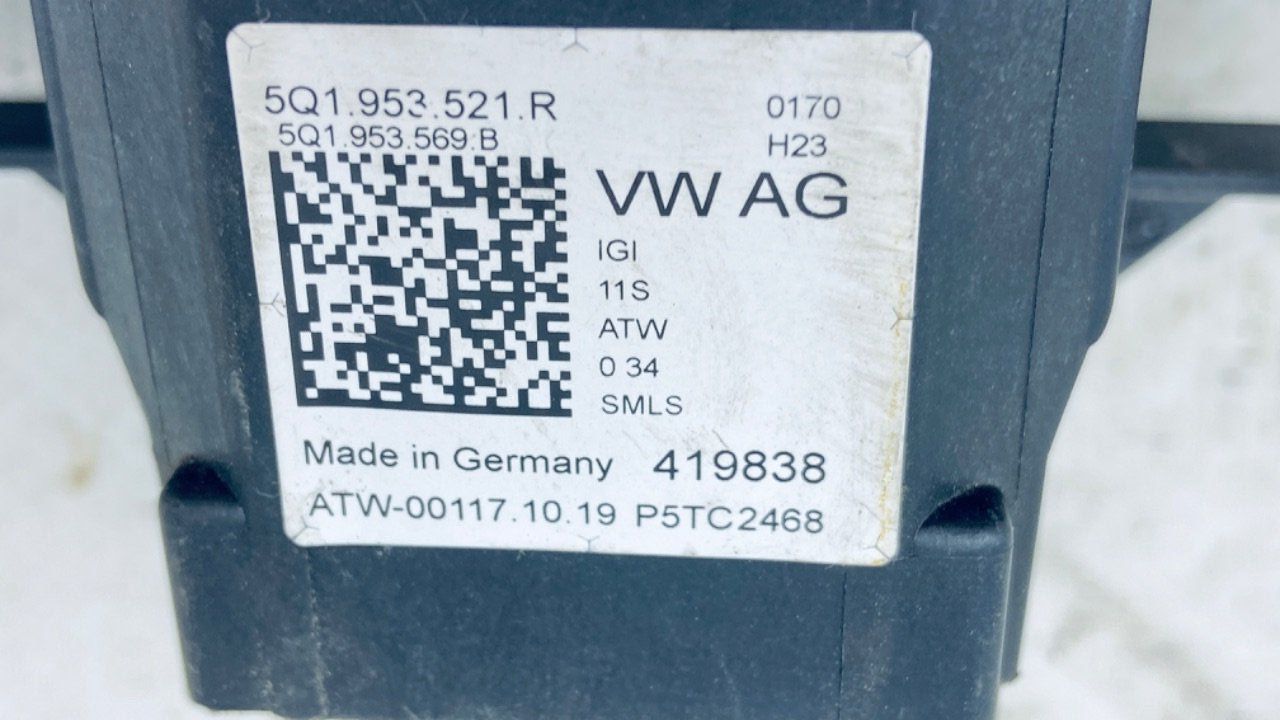 5Q1.953.521.R
0170
5Q1.953.569.B
H23
VW AG
IGI
11S
ATW
0 34
SMLS
Made in Germany 419838
ATW-00117.10.19 P5TC2468